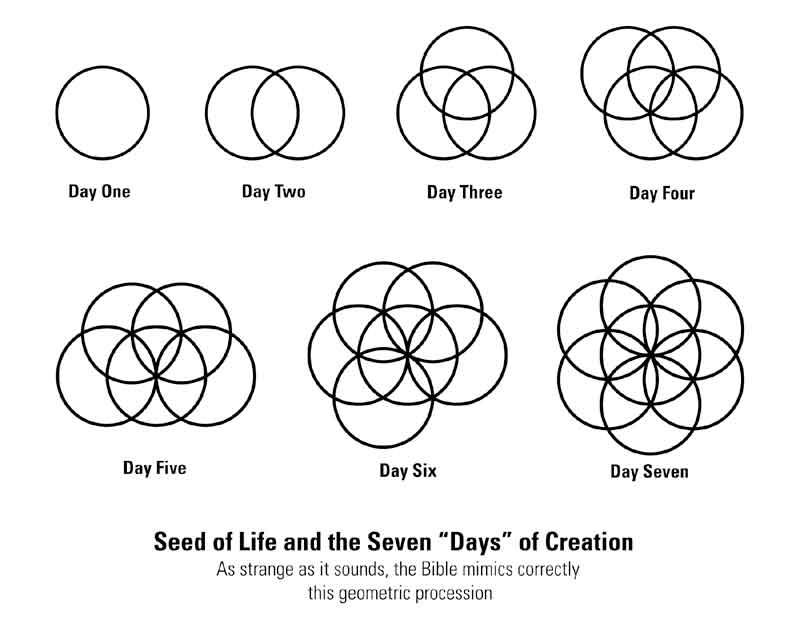 Day One
Day Two
Day Three
Day Four
Day Five
Day Six
Day Seven
Seed of Life and the Seven “Days” of Creation
As strange as it sounds, the Bible mimics correctly
this geometric procession